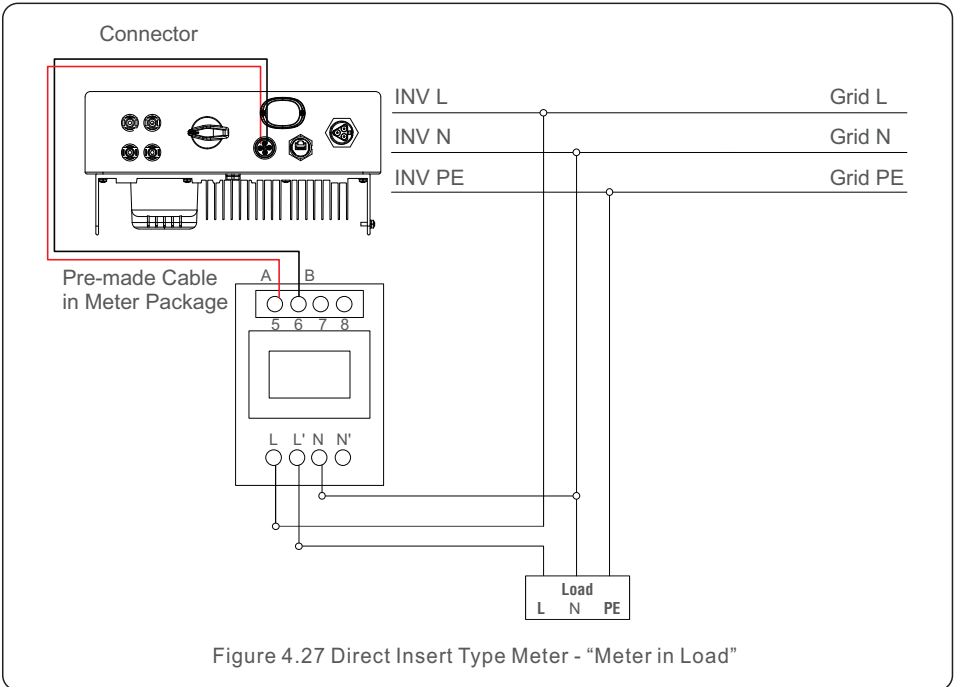 Connector
INV L Grid L
INV N Grid N
INV PE Grid PE
Pre-made Cable
in Meter Package
A B
5 6 7 8
L L' N N'
Load
L N PE
Figure 4.27 Direct Insert Type Meter - “Meter in Load”